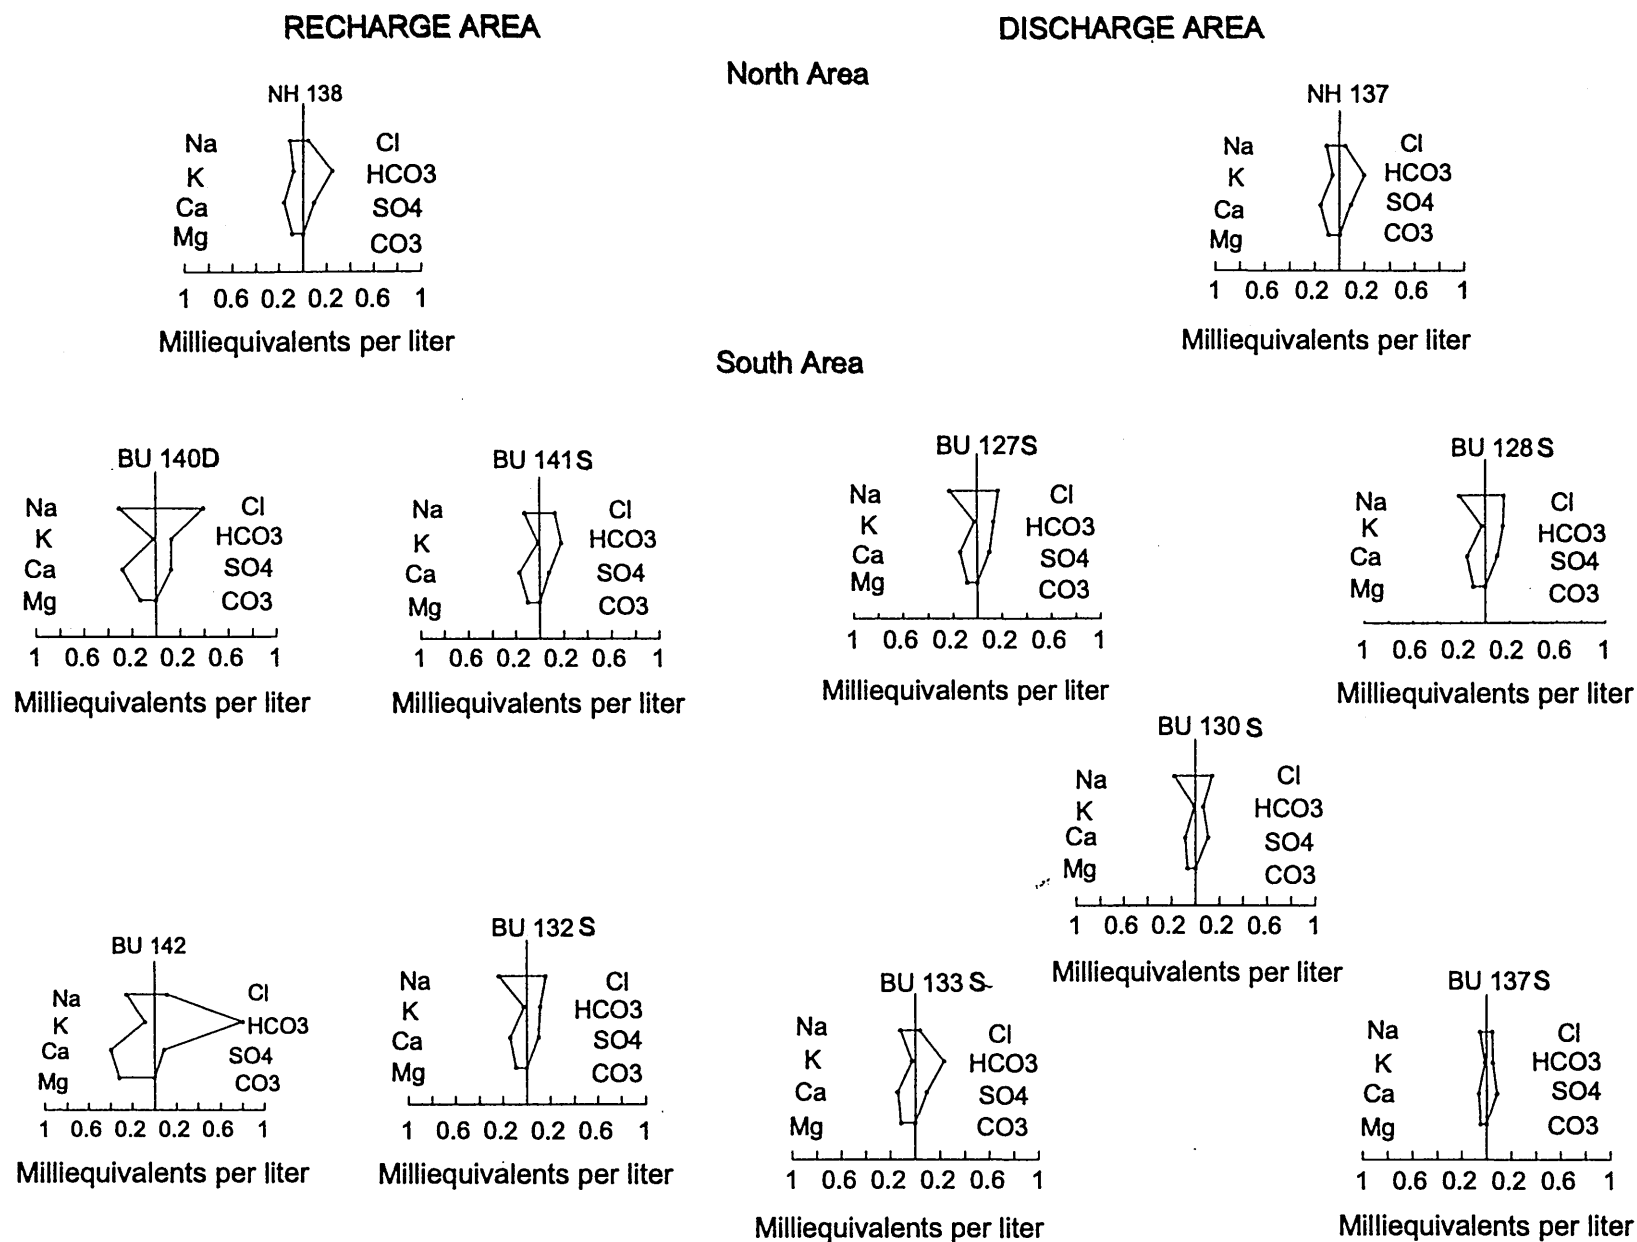 RECHARGE AREA DISCHARGE AREA
North Area
NH 138 NH 137
Na Cl Na Cl
K HCO3 K HCO3
Ca SO4 Ca SO4
Mg CO3 Mg CO3
1 0.6 0.2 0.2 0.6 1 1 0.6 0.2 0.2 0.6 1
Milliequivalents per liter Milliequivalents per liter
South Area
BU 140D BU 141S BU 127S BU 128S
Na Cl Na Cl Na Cl Na Cl
K HCO3 K HCO3 K HCO3 K HCO3
Ca SO4 Ca SO4 Ca SO4 Ca SO4
Mg CO3 Mg CO3 Mg CO3 Mg CO3
1 0.6 0.2 0.2 0.6 1 1 0.6 0.2 0.2 0.6 1 1 0.6 0.2 0.2 0.6 1 1 0.6 0.2 0.2 0.6 1
Milliequivalents per liter Milliequivalents per liter Milliequivalents per liter Milliequivalents per liter
BU 130 S
Na Cl
K HCO3
Ca SO4
Mg CO3
1 0.6 0.2 0.2 0.6 1
Milliequivalents per liter
BU 142 BU 132 S BU 133 S BU 137S
Na Cl Na Cl Na Cl Na Cl
K HCO3 K HCO3 K HCO3 K HCO3
Ca SO4 Ca SO4 Ca SO4 Ca SO4
Mg CO3 Mg CO3 Mg CO3 Mg CO3
1 0.6 0.2 0.2 0.6 1 1 0.6 0.2 0.2 0.6 1 1 0.6 0.2 0.2 0.6 1 1 0.6 0.2 0.2 0.6 1
Milliequivalents per liter Milliequivalents per liter Milliequivalents per liter Milliequivalents per liter